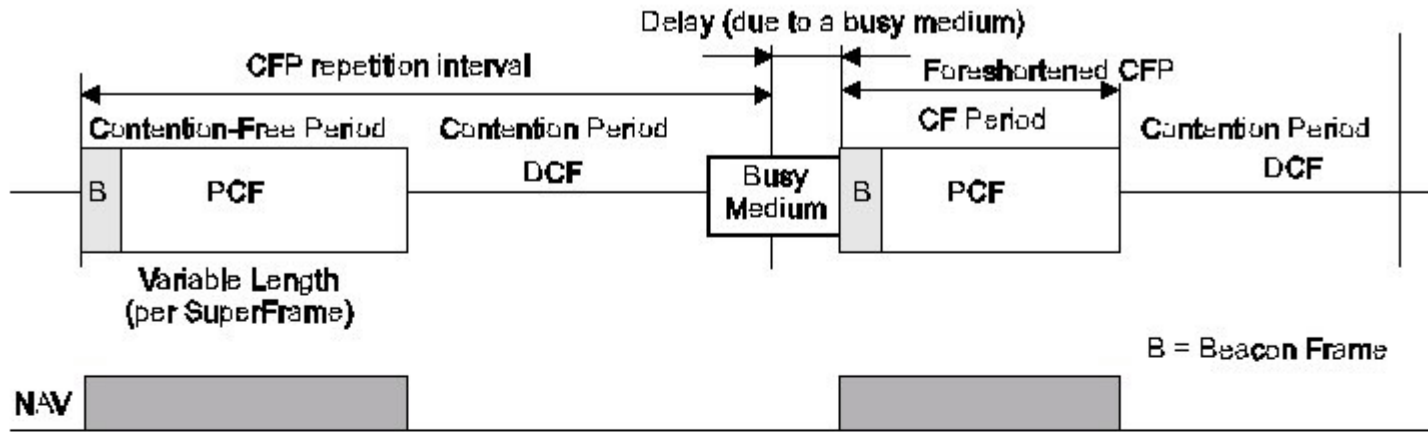 Delay (due to a busy medium)
CFP repetition interval
Foreshortened CFP
Contention-Free Period
Contention Period
CF Period
Contention Period
B
PCF
DCF
Busy
Medium
B
PCF
DCF
Variable Length
(per SuperFrame)
B = Beacon Frame
NAV